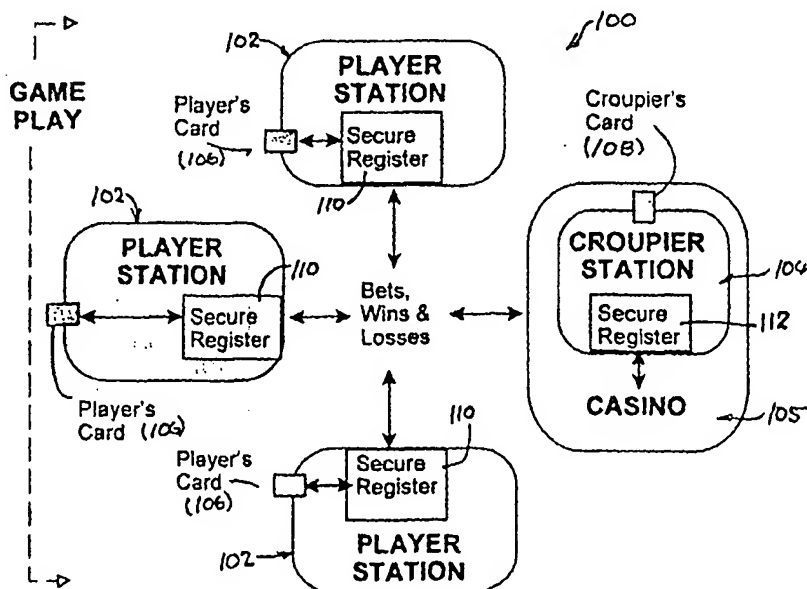 100
102
PLAYER
STATION
Player's
Card
(106)
Secure
Register
110
GAME
PLAY
Croupier's
Card
(108)
102
PLAYER
STATION
110
Secure
Register
Player's
Card (106)
Bets,
Wins &
Losses
CROUPIER
STATION
104
Secure
Register
112
CASINO
105
Player's
Card
(106)
Secure
Register
110
102
PLAYER
STATION